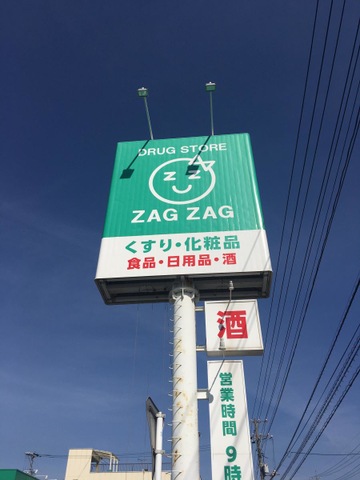 DRUG STORE
ZZ
ZAG ZAG
くすり・化粧品
食品・日用品・酒
酒
営業時間 9時